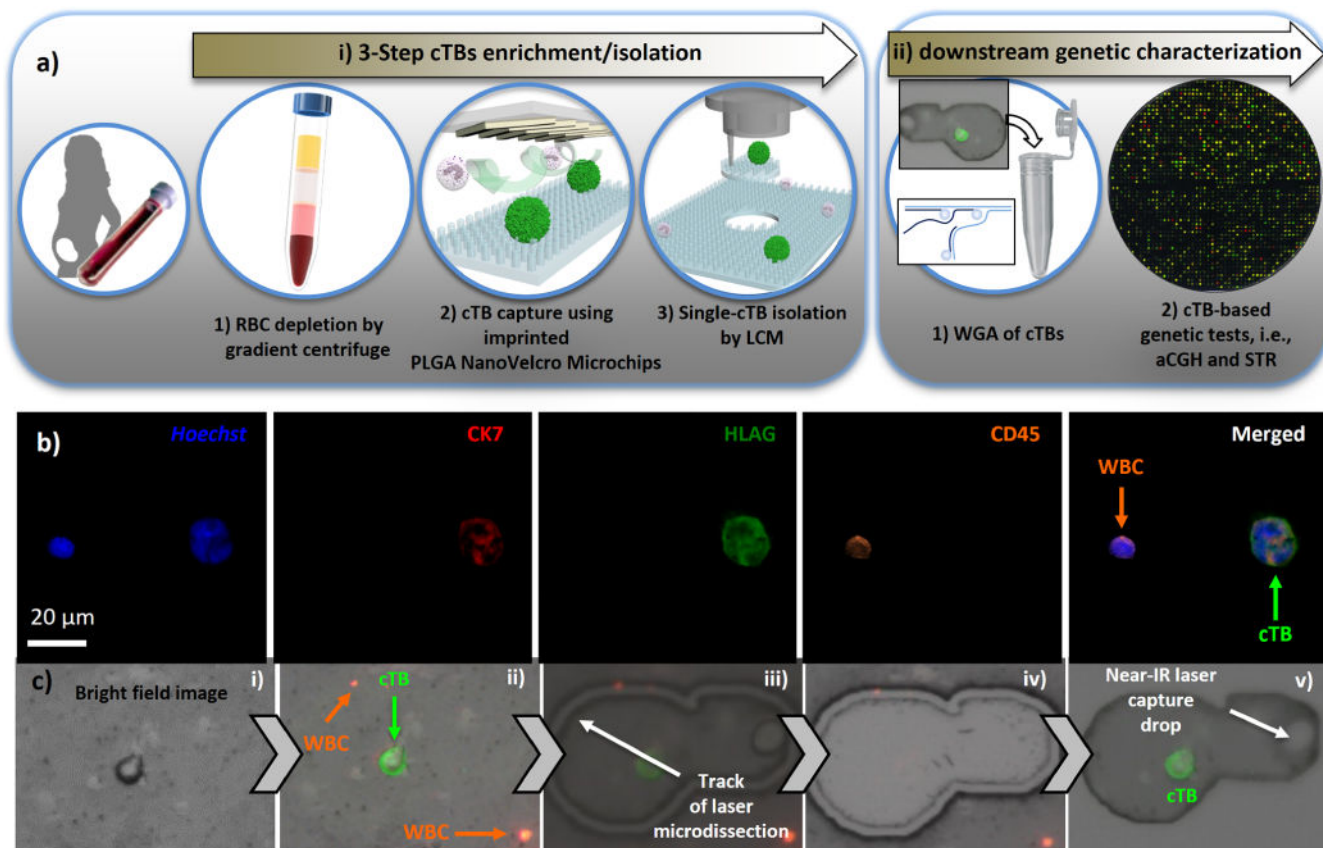 a)
i) 3-Step cTBs enrichment/isolation
1) RBC depletion by
gradient centrifuge
2) cTB capture using
imprinted
PLGA NanoVelcro Microchips
3) Single-cTB isolation
by LCM
ii) downstream genetic characterization
1) WGA of cTBs
2) cTB-based
genetic tests, i.e.,
aCGH and STR
b)
Hoechst
20 µm
CK7
HLAG
CD45
Merged
WBC
cTB
c)
Bright field image
i)
ii)
cTB
WBC
WBC
iii)
Track
of laser
microdissection
iv)
v)
Near-IR laser
capture
drop
cTB